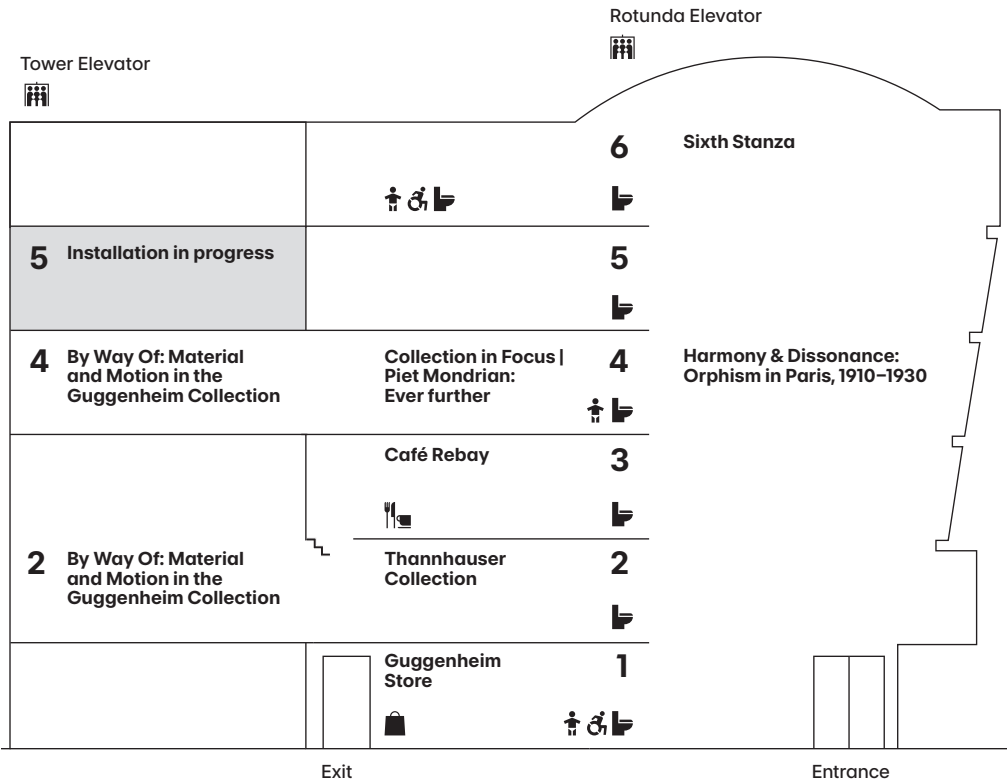 Rotunda Elevator
Tower Elevator
6
Sixth Stanza
5
Installation in progress
5
4
By Way Of: Material
and Motion in the
Guggenheim Collection
Collection in Focus |
Piet Mondrian:
Ever further
4
Harmony & Dissonance:
Orphism in Paris, 1910–1930
Café Rebay
3
2
By Way Of: Material
and Motion in the
Guggenheim Collection
Thannhauser
Collection
2
Guggenheim
Store
1
Exit
Entrance